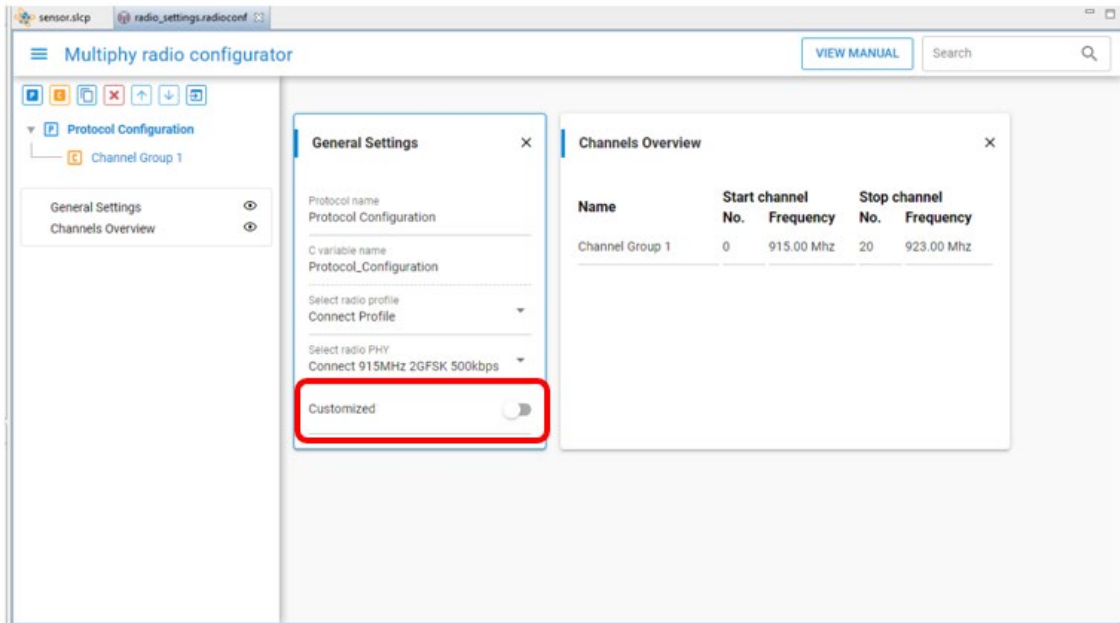 sensor.slcp radio_settings.radioconf
Multiphy radio configurator VIEW MANUAL Search
Protocol Configuration
Channel Group 1
General Settings
Channels Overview
General Settings
Protocol name
Protocol Configuration
C variable name
Protocol_Configuration
Select radio profile
Connect Profile
Select radio PHY
Connect 915MHz 2GFSK 500kbps
Customized
Channels Overview
Name Start channel Stop channel
No. Frequency No. Frequency
Channel Group 1 0 915.00 Mhz 20 923.00 Mhz